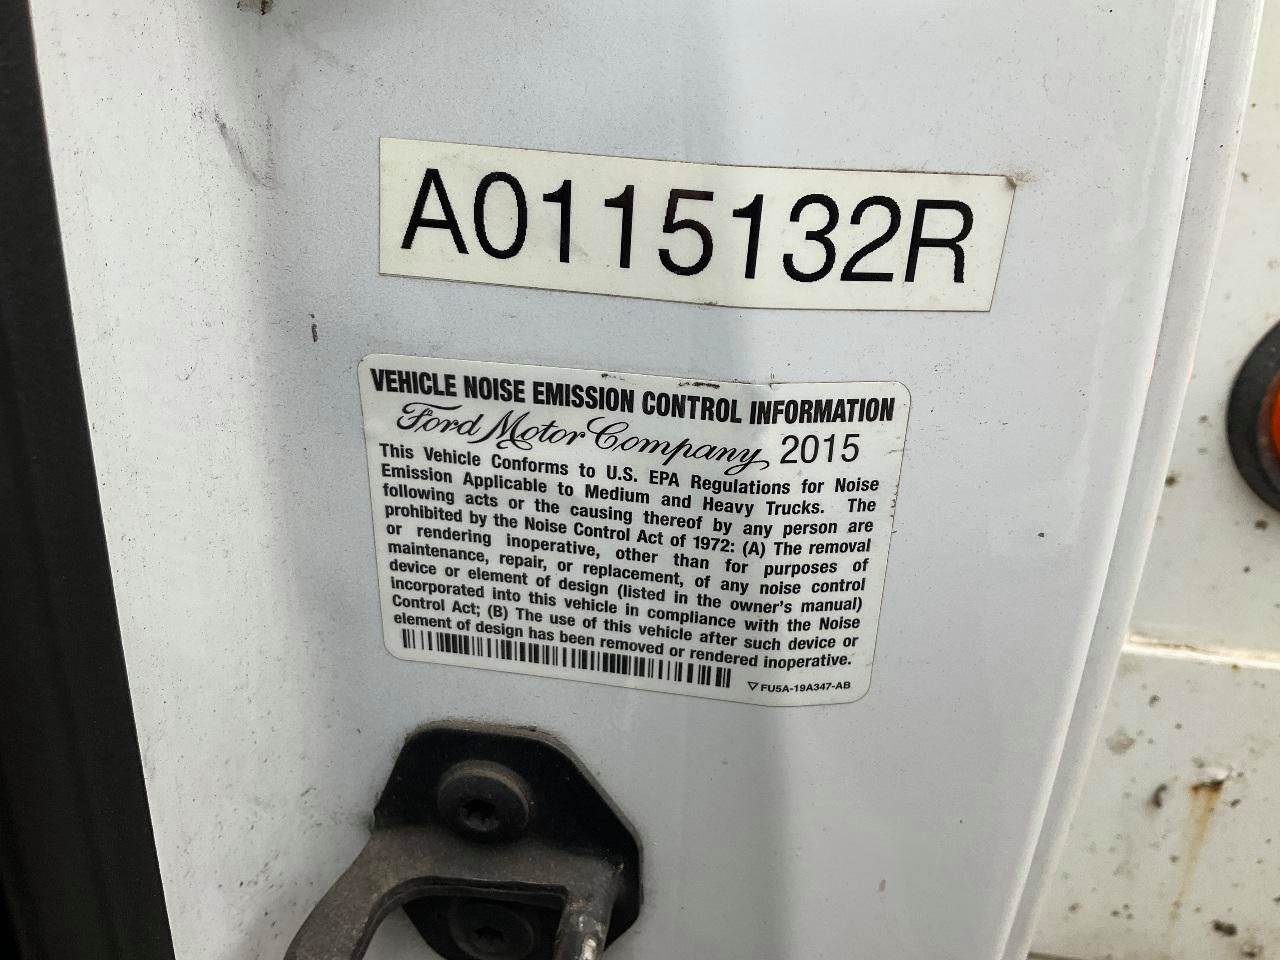 A0115132R
VEHICLE NOISE EMISSION CONTROL INFORMATION
Ford Motor Company, 2015
This Vehicle Conforms to U.S. EPA Regulations for Noise
Emission Applicable to Medium and Heavy Trucks. The
following acts or the causing thereof by any person are
prohibited by the Noise Control Act of 1972: (A) The removal
or rendering inoperative, other than for purposes of
maintenance, repair, or replacement, of any noise control
device or element of design (listed in the owner's manual)
incorporated into this vehicle in compliance with the Noise
Control Act; (B) The use of this vehicle after such device or
element of design has been removed or rendered inoperative.
FU5A-19A347-AB